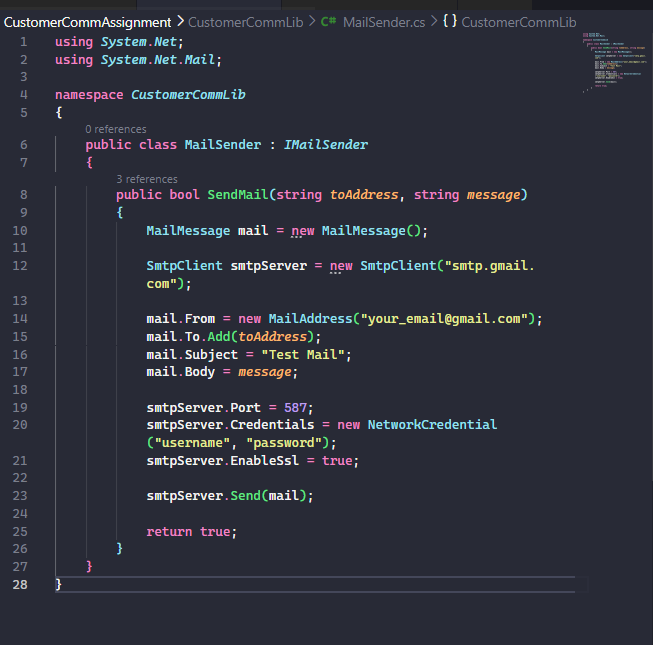 CustomerCommAssignment > CustomerCommLib > C# MailSender.cs > {} CustomerCommLib
1 using System.Net;
2 using System.Net.Mail;
3
4 namespace CustomerCommLib
5 {
0 references
6 public class MailSender : IMailSender
7 {
3 references
8 public bool SendMail(string toAddress, string message)
9 {
10 MailMessage mail = new MailMessage();
11
12 SmtpClient smtpServer = new SmtpClient("smtp.gmail.
com");
13
14 mail.From = new MailAddress("your_email@gmail.com");
15 mail.To.Add(toAddress);
16 mail.Subject = "Test Mail";
17 mail.Body = message;
18
19 smtpServer.Port = 587;
20 smtpServer.Credentials = new NetworkCredential
("username", "password");
21 smtpServer.EnableSsl = true;
22
23 smtpServer.Send(mail);
24
25 return true;
26 }
27 }
28 }